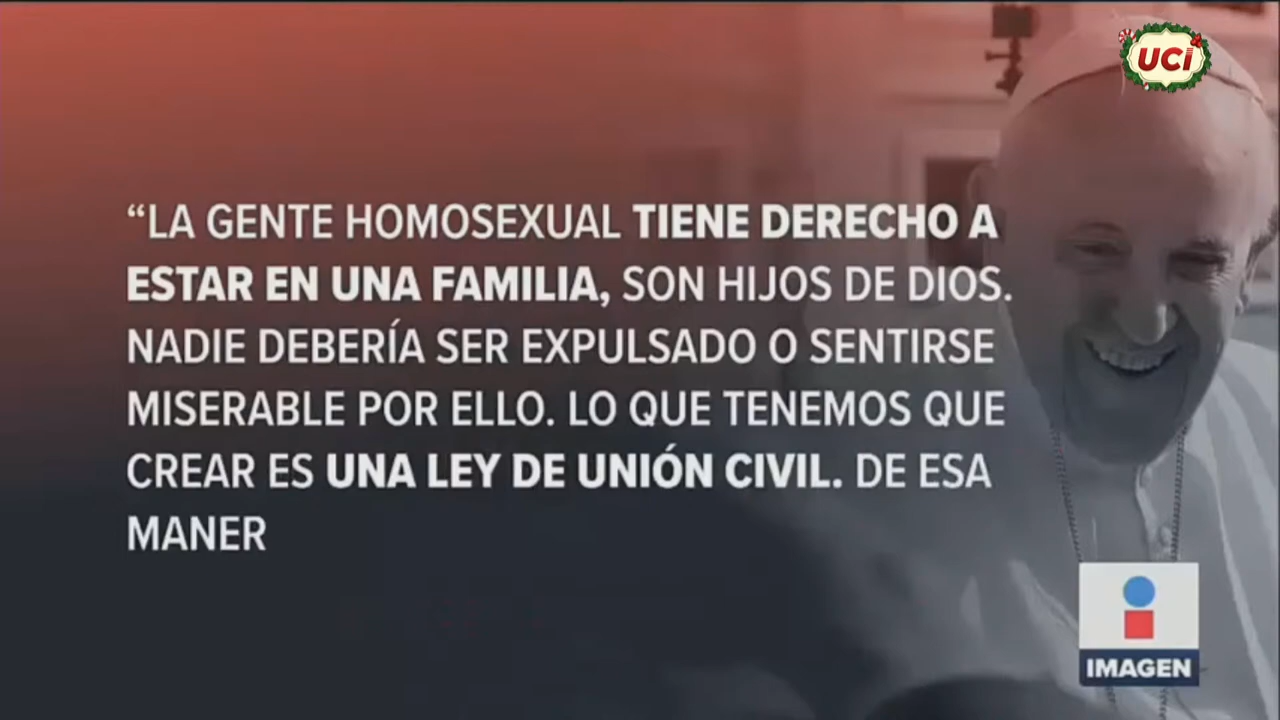 UCi
“LA GENTE HOMOSEXUAL TIENE DERECHO A
ESTAR EN UNA FAMILIA, SON HIJOS DE DIOS.
NADIE DEBERÍA SER EXPULSADO O SENTIRSE
MISERABLE POR ELLO. LO QUE TENEMOS QUE
CREAR ES UNA LEY DE UNIÓN CIVIL. DE ESA
MANER
IMAGEN